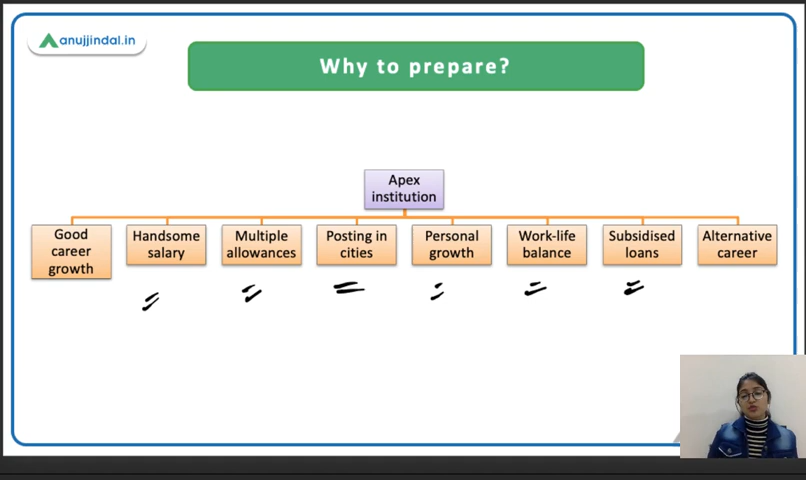 anujjindal.in
Why to prepare?
Apex
institution
Good
career
growth
Handsome
salary
Multiple
allowances
Posting in
cities
Personal
growth
Work-life
balance
Subsidised
loans
Alternative
career